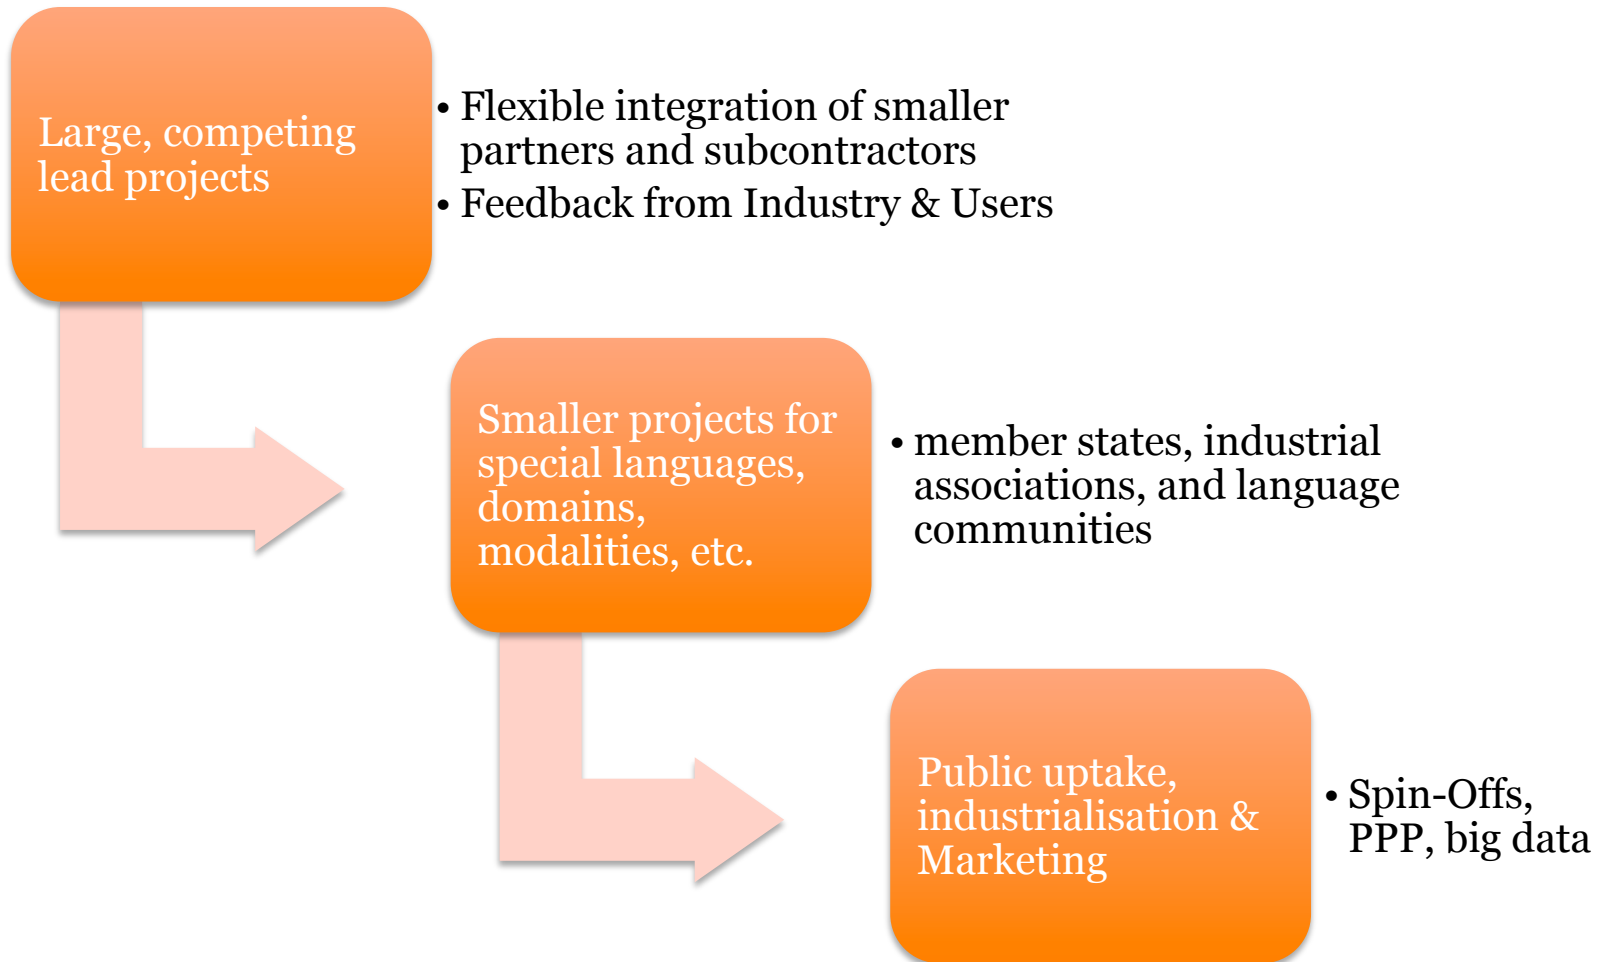 Large, competing
lead projects
• Flexible integration of smaller
partners and subcontractors
• Feedback from Industry & Users
Smaller projects for
special languages,
domains,
modalities, etc.
• member states, industrial
associations, and language
communities
Public uptake,
industrialisation &
Marketing
• Spin-Offs,
PPP, big data